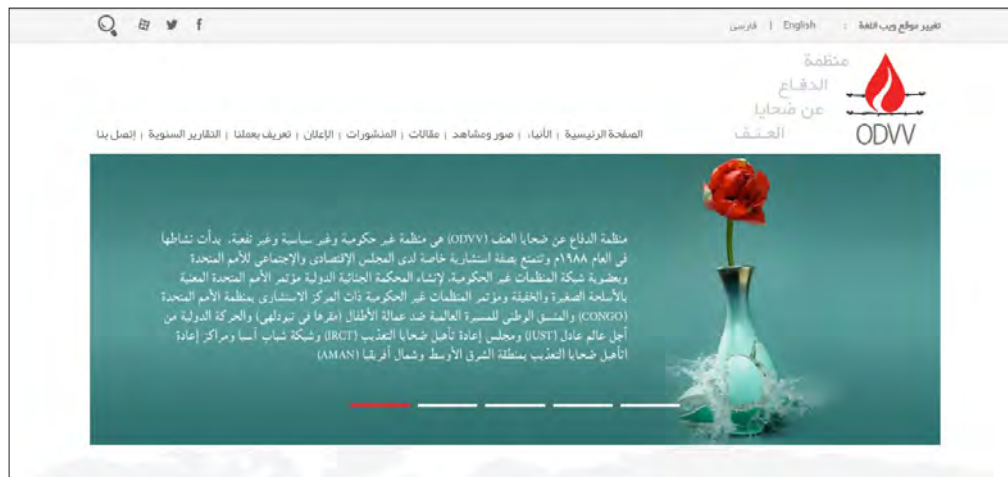 تغيير موقع ويب اللغة : English | فارسی
منظمة
الدفاع
عن ضحايا
العنف
ODVV
الصفحة الرئيسية | الأنباء | صور ومشاهد | مقالات | المنشورات | الإعلان | تعريف بعملنا | التقارير السنوية | إتصل بنا
منظمة الدفاع عن ضحايا العنف (ODVV) هي منظمة غير حكومية وغير سياسية وغير نفعية. بدأت نشاطها
في العام ١٩٨٨م وتتمتع بصفة استشارية خاصة لدى المجلس الإقتصادى والإجتماعي للأمم المتحدة
وبعضوية شبكة المنظمات غير الحكومية، لإنشاء المحكمة الجنائية الدولية مؤتمر الأمم المتحدة المعنية
بالأسلحة الصغيرة والخفيفة ومؤتمر المنظمات غير الحكومية ذات المركز الاستشارى بمنظمة الأمم المتحدة
(CONGO) والمنسق الوطني للمسيرة العالمية ضد عمالة الأطفال (مقرها في نيودلهي) والحركة الدولية من
أجل عالم عادل (JUST) ومجلس إعادة تأهيل ضحايا التعذيب (IRCT) وشبكة شباب آسيا ومراكز إعادة
اتأهيل ضحايا التعذيب بمنطقة الشرق الأوسط وشمال أفريقيا (AMAN)